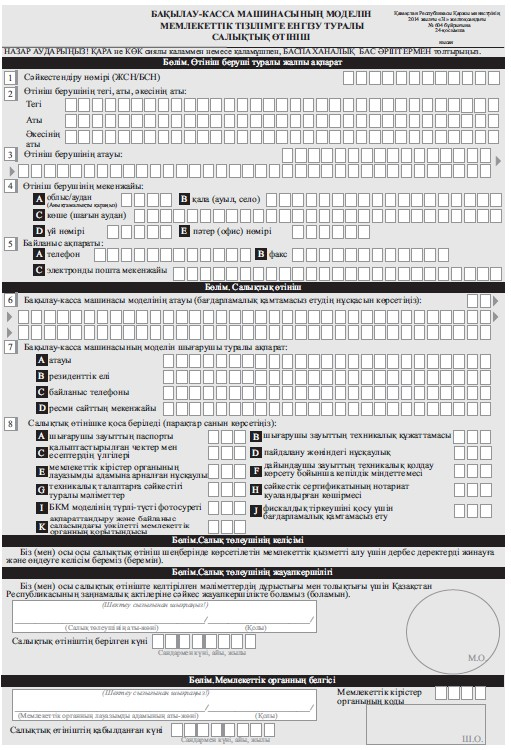 БАҚЫЛАУ-КАССА МАШИНАСЫНЫҢ МОДЕЛІН
МЕМЛЕКЕТТІК ТІЗІЛІМГЕ ЕНГІЗУ ТУРАЛЫ
САЛЫҚТЫҚ ӨТІНІШ
Қазақстан Республикасы Қаржы министрінің
2014 жылғы «31» желтоқсандағы
№ 604 бұйрығына
24-қосымша
нысан
НАЗАР АУДАРЫҢЫЗ! ҚАРА не КӨК сиялы қаламмен немесе қаламұшпен, БАСПАХАНАЛЫҚ БАС ӘРІПТЕРМЕН толтырыңыз.
Бөлім. Өтініш беруші туралы жалпы ақпарат
1 Сәйкестендіру нөмірі (ЖСН/БСН)
2 Өтініш берушінің тегі, аты, әкесінің аты:
Тегі
Аты
Әкесінің
аты
3 Өтініш берушінің атауы:
4 Өтініш берушінің мекенжайы:
A облыс/аудан
(Анықтамалықты қараңыз)
B қала (ауыл, село)
C көше (шағын аудан)
D үй нөмірі E пәтер (офис) нөмірі
5 Байланыс ақпараты:
A телефон B факс
C электронды пошта мекенжайы
Бөлім. Салықтық өтініш
6 Бақылау-касса машинасы моделінің атауы (бағдарламалық қамтамасыз етудің нұсқасын көрсетіңіз):
7 Бақылау-касса машинасының моделін шығарушы туралы ақпарат:
A атауы
B резиденттік елі
C байланыс телефоны
D ресми сайттың мекенжайы
8 Салықтық өтінішке қоса беріледі (парақтар санын көрсетіңіз):
A шығарушы зауыттың паспорты
B шығарушы зауыттың техникалық құжаттамасы
C қалыптастырылған чектер мен
есептердің үлгілері
D пайдалану жөніндегі нұсқаулық
E мемлекеттік кірістер органының
лауазымды адамына арналған нұсқаулық
F дайындаушы зауыттың техникалық қолдау
көрсету бойынша кепілдік міндеттемесі
G техникалық талаптарға сәйкестігі
туралы мәліметтер
H сәйкестік сертификатының нотариат
куәландырған көшірмесі
I БКМ моделінің түрлі-түсті фотосуреті
J фискалдық тіркеушіні қосу үшін
бағдарламалық қамтамасыз ету
K ақпараттандыру және байланыс
саласындағы уәкілетті мемлекеттік
органның қорытындысы
Бөлім.Салық төлеушінің келісімі
Біз (мен) осы осы салықтық өтініш шеңберінде көрсетілетін мемлекеттік қызметті алу үшін дербес деректерді жинауға
және өңдеуге келісім береміз (беремін).
Бөлім.Салық төлеушінің жауапкершілігі
Біз (мен) осы салықтық өтініште келтірілген мәліметтердің дұрыстығы мен толықтығы үшін Қазақстан
Республикасының заңнамалық актілеріне сәйкес жауапкершілікте боламыз (боламын).
(Шектеу сызығынан шықпаңыз!)
/ /
(Салық төлеушінің аты-жөні) (Қолы)
Салықтық өтініштің берілген күні
Сандармен күні, айы, жылы
М.О.
Бөлім.Мемлекеттік органның белгісі
(Шектеу сызығынан шықпаңыз!)
/ /
(Мемлекеттік органның лауазымды адамының аты-жөні) (Қолы)
Мемлекеттік кірістер
органының коды
Салықтық өтініштің қабылданған күні
Сандармен күні, айы, жылы
Ш.О.